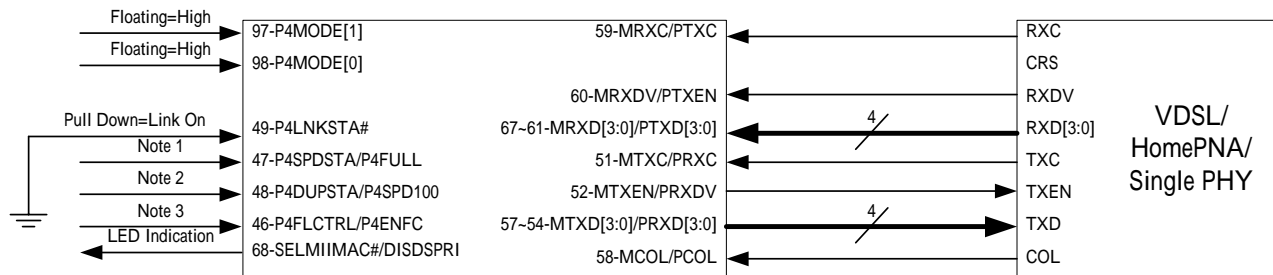 Floating=High
97-P4MODE[1]
59-MRXC/PTXC
RXC
Floating=High
98-P4MODE[0]
CRS
60-MRXDV/PTXEN
RXDV
Pull Down=Link On
49-P4LNKSTA#
67~61-MRXD[3:0]/PTXD[3:0]
4
RXD[3:0]
VDSL/
HomePNA/
Single PHY
Note 1
47-P4SPDSTA/P4FULL
51-MTXC/PRXC
TXC
Note 2
48-P4DUPSTA/P4SPD100
52-MTXEN/PRXDV
TXEN
Note 3
46-P4FLCTRL/P4ENFC
57~54-MTXD[3:0]/PRXD[3:0]
4
TXD
LED Indication
68-SELMIIMAC#/DISDSPRI
58-MCOL/PCOL
COL